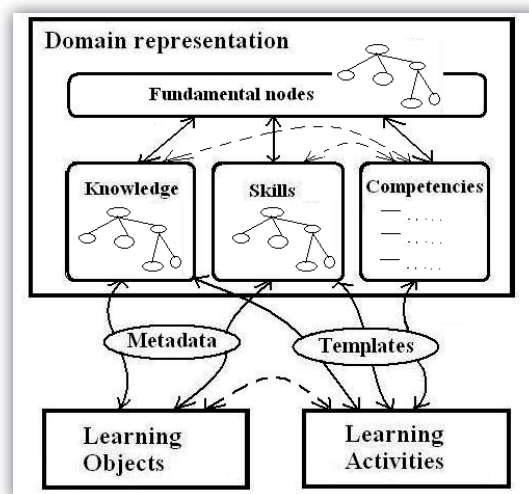 Domain representation
Fundamental nodes
Knowledge
Skills
Competencies
Metadata
Templates
Learning
Objects
Learning
Activities